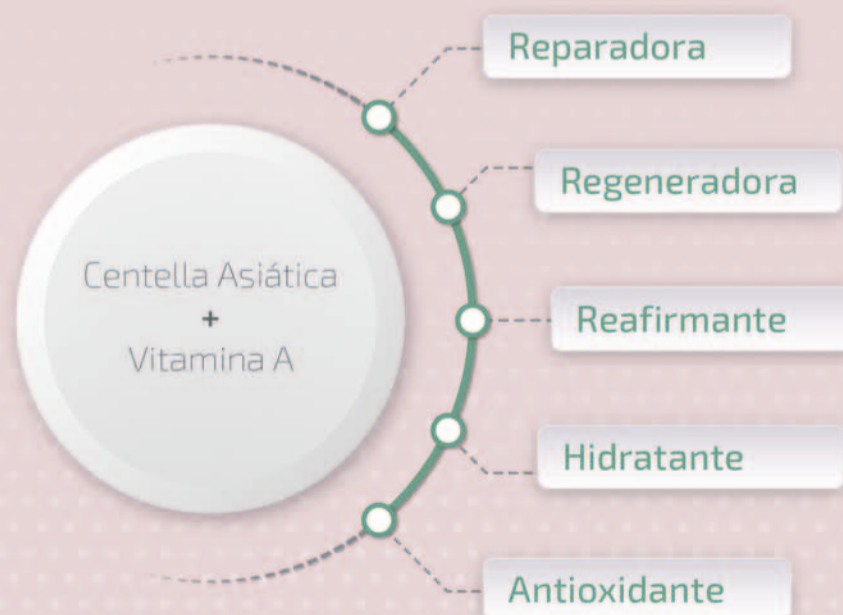 Centella Asiática
+
Vitamina A
Reparadora
Regeneradora
Reafirmante
Hidratante
Antioxidante